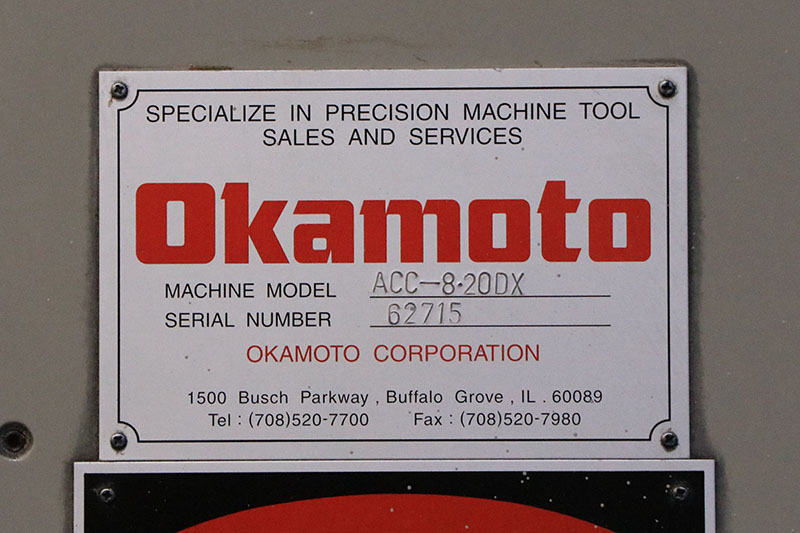 SPECIALIZE IN PRECISION MACHINE TOOL
SALES AND SERVICES
Okamoto
MACHINE MODEL ACC-8·20DX
SERIAL NUMBER 62715
OKAMOTO CORPORATION
1500 Busch Parkway, Buffalo Grove, IL. 60089
Tel: (708)520-7700 Fax: (708)520-7980